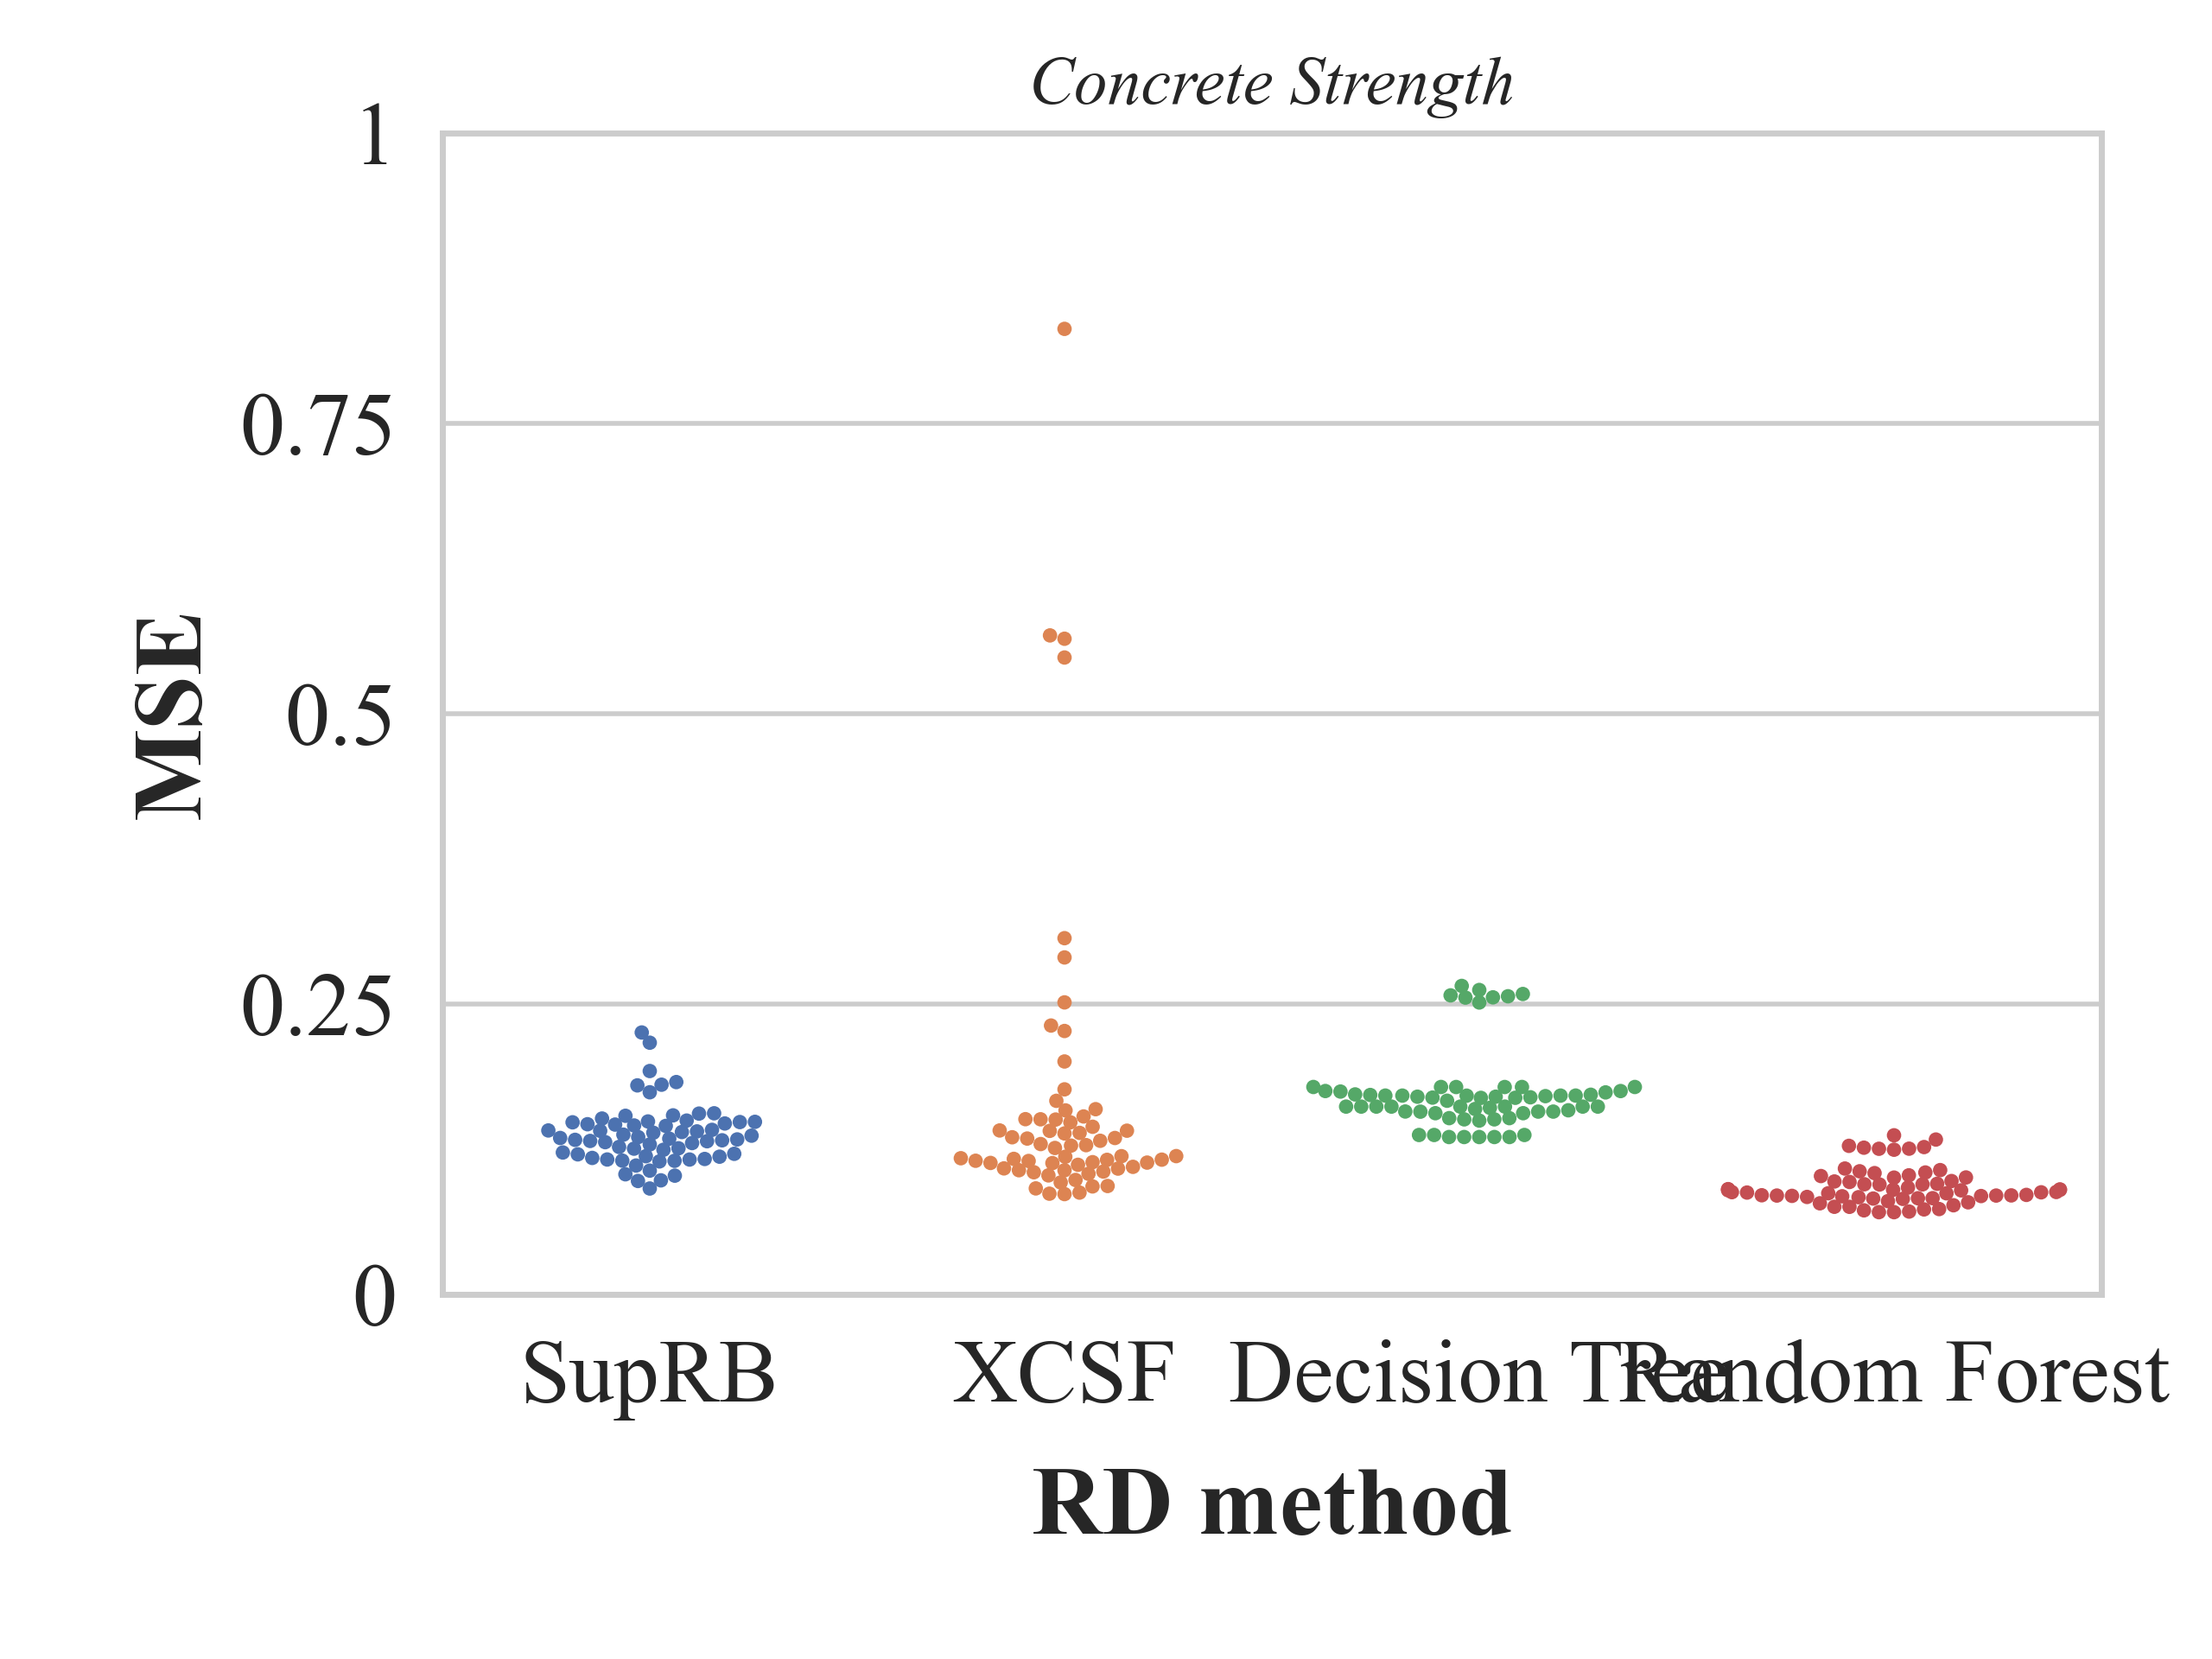 Concrete Strength
1
0.75
0.5
0.25
0
MSE
SupRB XCSF Decision Tree Random Forest
RD method